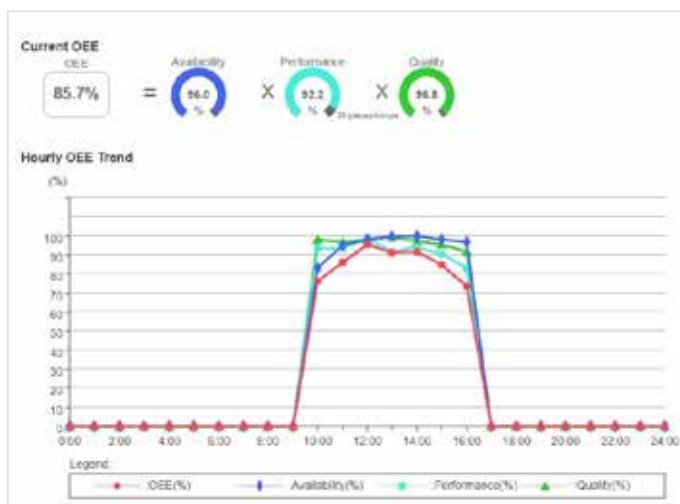 Current OEE
OEE Availability Performance Quality
85.7% = 96.0 % X 92.2 % X 96.8 %
Hourly OEE Trend
(%)
100
90
80
70
60
50
40
30
20
10
0
0:00 2:00 4:00 6:00 8:00 10:00 12:00 14:00 16:00 18:00 20:00 22:00 24:00
Legend:
OEE(%) Availability(%) Performance(%) Quality(%)